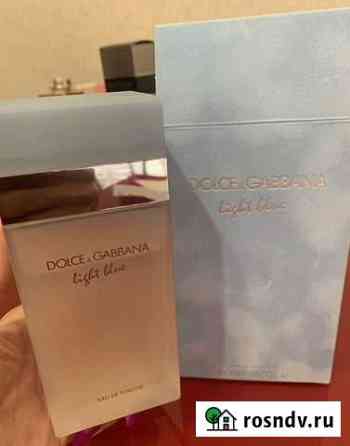 DOLCE & GABBANA
light blue
DOLCE & GABBANA
light blue
EAU DE TOILETTE
rosndv.ru